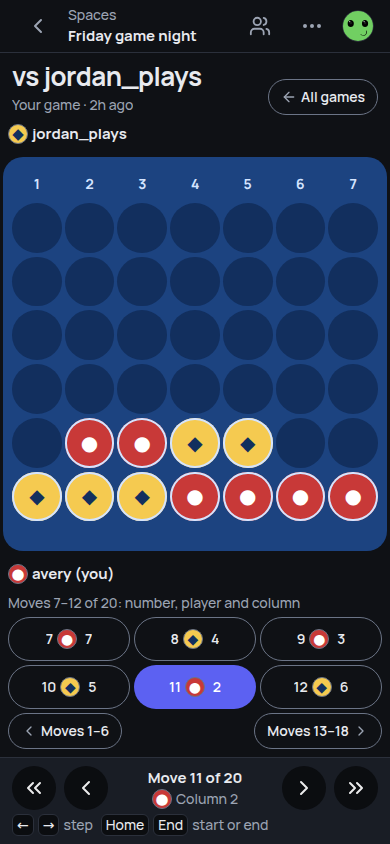 Spaces
Friday game night
vs jordan_plays
Your game · 2h ago
← All games
jordan_plays
1 2 3 4 5 6 7
avery (you)
Moves 7–12 of 20: number, player and column
7 7
8 4
9 3
10 5
11 2
12 6
Moves 1–6
Moves 13–18
Move 11 of 20
Column 2
← → step Home End start or end